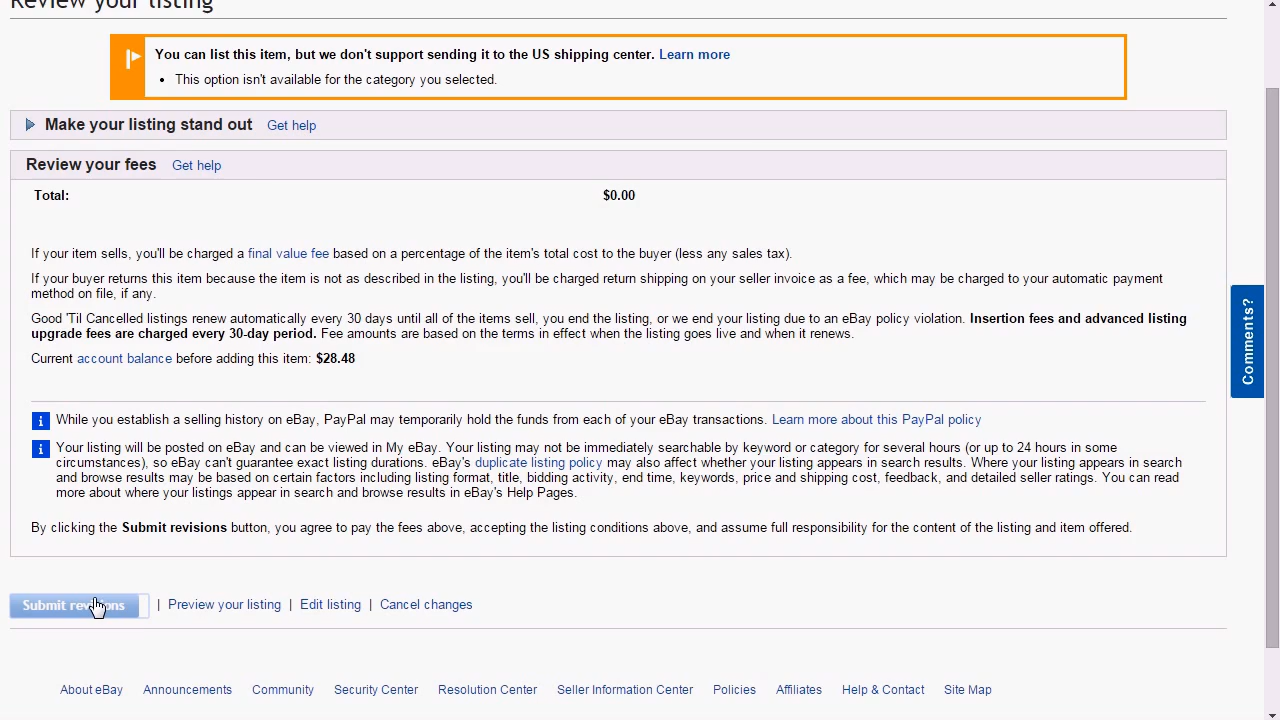 Review your listing
You can list this item, but we don't support sending it to the US shipping center. Learn more
• This option isn't available for the category you selected.
Make your listing stand out Get help
Review your fees Get help
Total: $0.00
If your item sells, you'll be charged a final value fee based on a percentage of the item's total cost to the buyer (less any sales tax).
If your buyer returns this item because the item is not as described in the listing, you'll be charged return shipping on your seller invoice as a fee, which may be charged to your automatic payment
method on file, if any.
Good 'Til Cancelled listings renew automatically every 30 days until all of the items sell, you end the listing, or we end your listing due to an eBay policy violation. Insertion fees and advanced listing
upgrade fees are charged every 30-day period. Fee amounts are based on the terms in effect when the listing goes live and when it renews.
Current account balance before adding this item: $28.48
Comments?
i While you establish a selling history on eBay, PayPal may temporarily hold the funds from each of your eBay transactions. Learn more about this PayPal policy
i Your listing will be posted on eBay and can be viewed in My eBay. Your listing may not be immediately searchable by keyword or category for several hours (or up to 24 hours in some
circumstances), so eBay can't guarantee exact listing durations. eBay's duplicate listing policy may also affect whether your listing appears in search results. Where your listing appears in search
and browse results may be based on certain factors including listing format, title, bidding activity, end time, keywords, price and shipping cost, feedback, and detailed seller ratings. You can read
more about where your listings appear in search and browse results in eBay's Help Pages.
By clicking the Submit revisions button, you agree to pay the fees above, accepting the listing conditions above, and assume full responsibility for the content of the listing and item offered.
Submit revisions | Preview your listing | Edit listing | Cancel changes
About eBay Announcements Community Security Center Resolution Center Seller Information Center Policies Affiliates Help & Contact Site Map